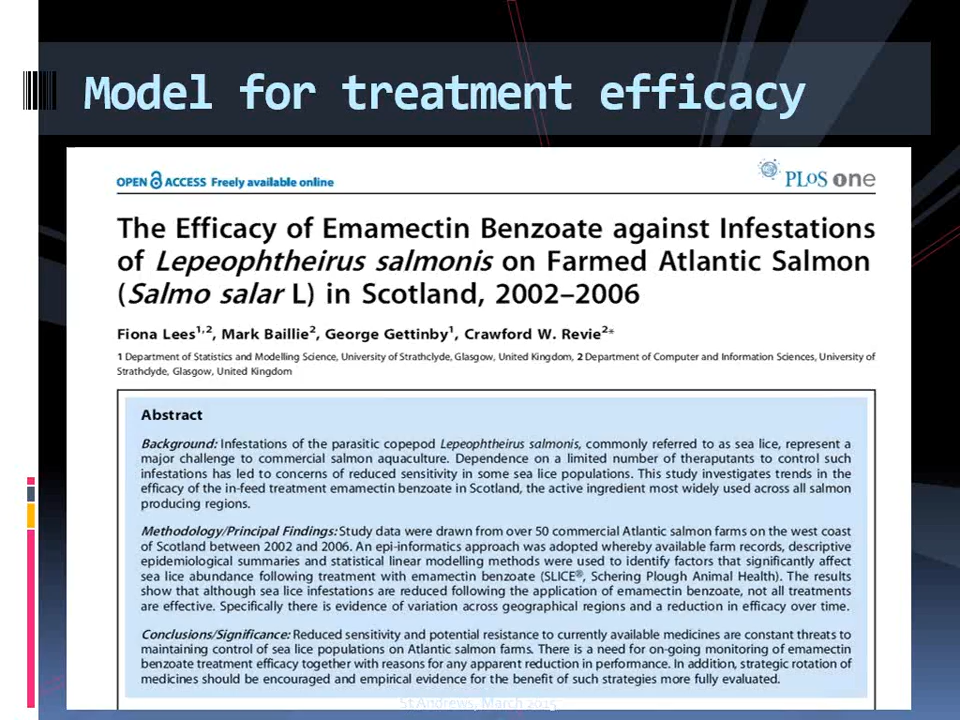 Model for treatment efficacy
OPEN ACCESS Freely available online
PLoS one
The Efficacy of Emamectin Benzoate against Infestations
of Lepeophtheirus salmonis on Farmed Atlantic Salmon
(Salmo salar L) in Scotland, 2002–2006
Fiona Lees1,2, Mark Baillie2, George Gettinby1, Crawford W. Revie2*
1 Department of Statistics and Modelling Science, University of Strathclyde, Glasgow, United Kingdom, 2 Department of Computer and Information Sciences, University of
Strathclyde, Glasgow, United Kingdom
Abstract
Background: Infestations of the parasitic copepod Lepeophtheirus salmonis, commonly referred to as sea lice, represent a
major challenge to commercial salmon aquaculture. Dependence on a limited number of theraputants to control such
infestations has led to concerns of reduced sensitivity in some sea lice populations. This study investigates trends in the
efficacy of the in-feed treatment emamectin benzoate in Scotland, the active ingredient most widely used across all salmon
producing regions.
Methodology/Principal Findings: Study data were drawn from over 50 commercial Atlantic salmon farms on the west coast
of Scotland between 2002 and 2006. An epi-informatics approach was adopted whereby available farm records, descriptive
epidemiological summaries and statistical linear modelling methods were used to identify factors that significantly affect
sea lice abundance following treatment with emamectin benzoate (SLICE®, Schering Plough Animal Health). The results
show that although sea lice infestations are reduced following the application of emamectin benzoate, not all treatments
are effective. Specifically there is evidence of variation across geographical regions and a reduction in efficacy over time.
Conclusions/Significance: Reduced sensitivity and potential resistance to currently available medicines are constant threats to
maintaining control of sea lice populations on Atlantic salmon farms. There is a need for on-going monitoring of emamectin
benzoate treatment efficacy together with reasons for any apparent reduction in performance. In addition, strategic rotation of
medicines should be encouraged and empirical evidence for the benefit of such strategies more fully evaluated.
St Andrews, March 2015